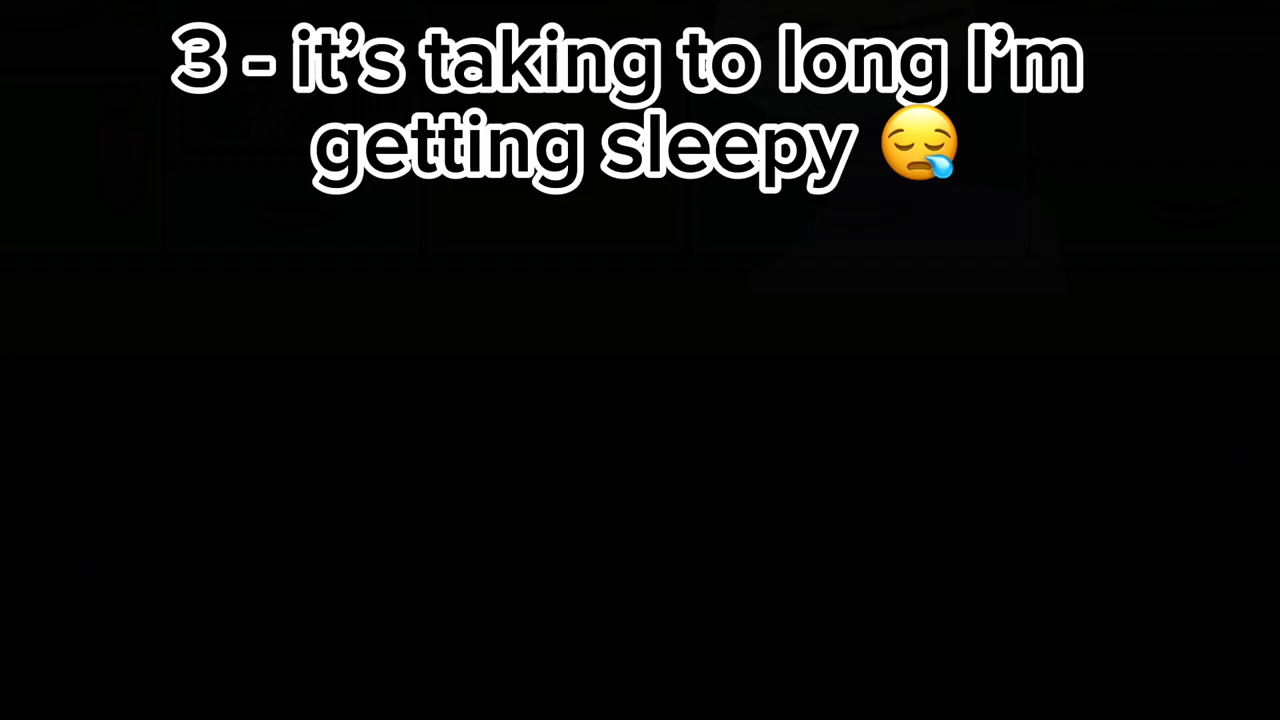 3 - it’s taking to long I’m
getting sleepy 😪